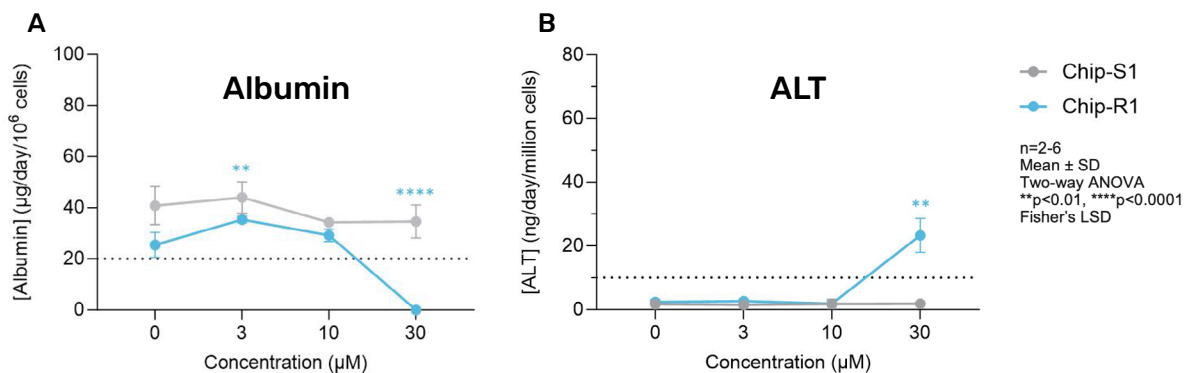 A
Albumin
[Albumin] (µg/day/10⁶ cells)
100
80
60
40
20
0
**
****
0 3 10 30
Concentration (µM)
B
ALT
[ALT] (ng/day/million cells)
80
60
40
20
0
**
0 3 10 30
Concentration (µM)
Chip-S1
Chip-R1
n=2-6
Mean ± SD
Two-way ANOVA
**p<0.01, ****p<0.0001
Fisher's LSD